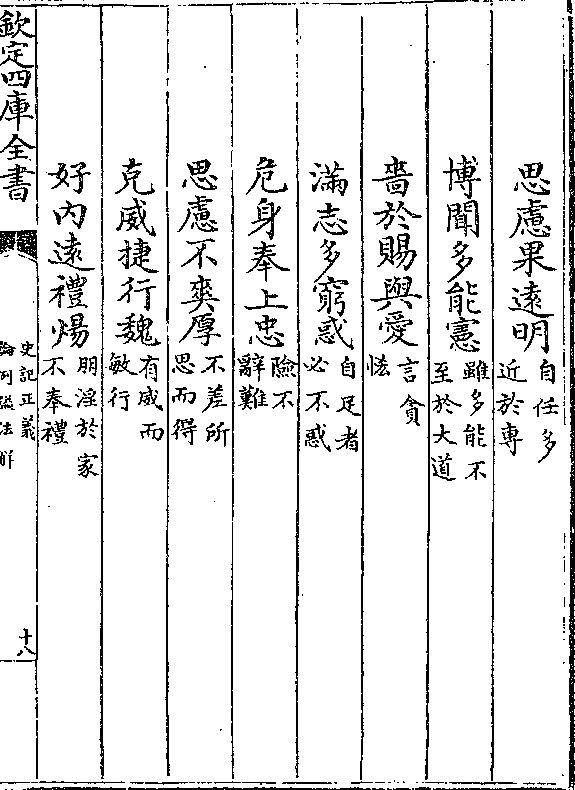 思慮果遠明自任多近於專
博聞多能憲雖多能不至於大道
嗇於賜與愛言貪怯
滿志多窮惑自足者必不惑
危身奉上忠險不辭難
思慮不爽厚不差所思而得
克威捷行魏有威而敏行
好內遠禮煬朋淫於家不奉禮
欽定四庫全書
史記正義
論例諡法解
十八